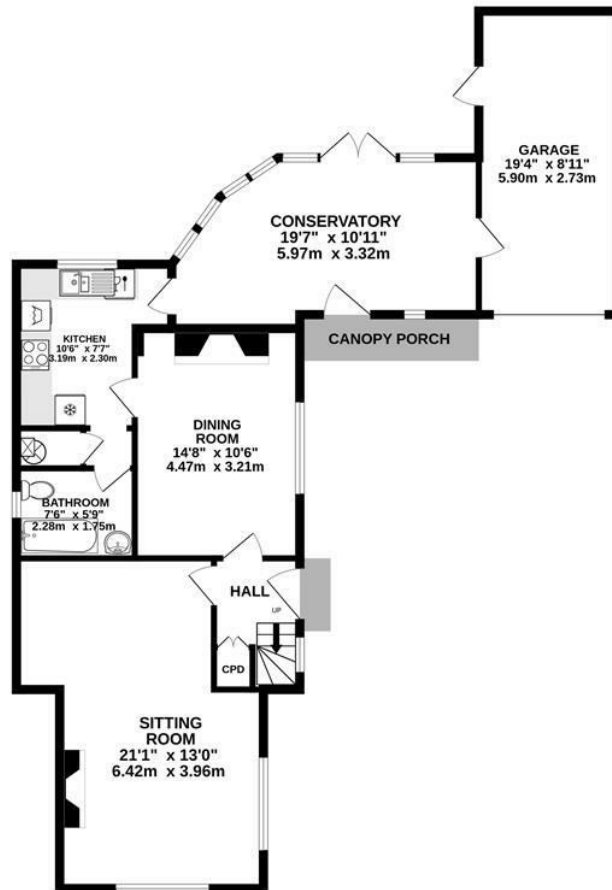 GARAGE
19'4" x 8'11"
5.90m x 2.73m
CONSERVATORY
19'7" x 10'11"
5.97m x 3.32m
CANOPY PORCH
KITCHEN
10'6" x 7'7"
3.19m x 2.30m
DINING
ROOM
14'8" x 10'6"
4.47m x 3.21m
BATHROOM
7'6" x 5'9"
2.28m x 1.75m
HALL
UP
CPD
SITTING
ROOM
21'1" x 13'0"
6.42m x 3.96m